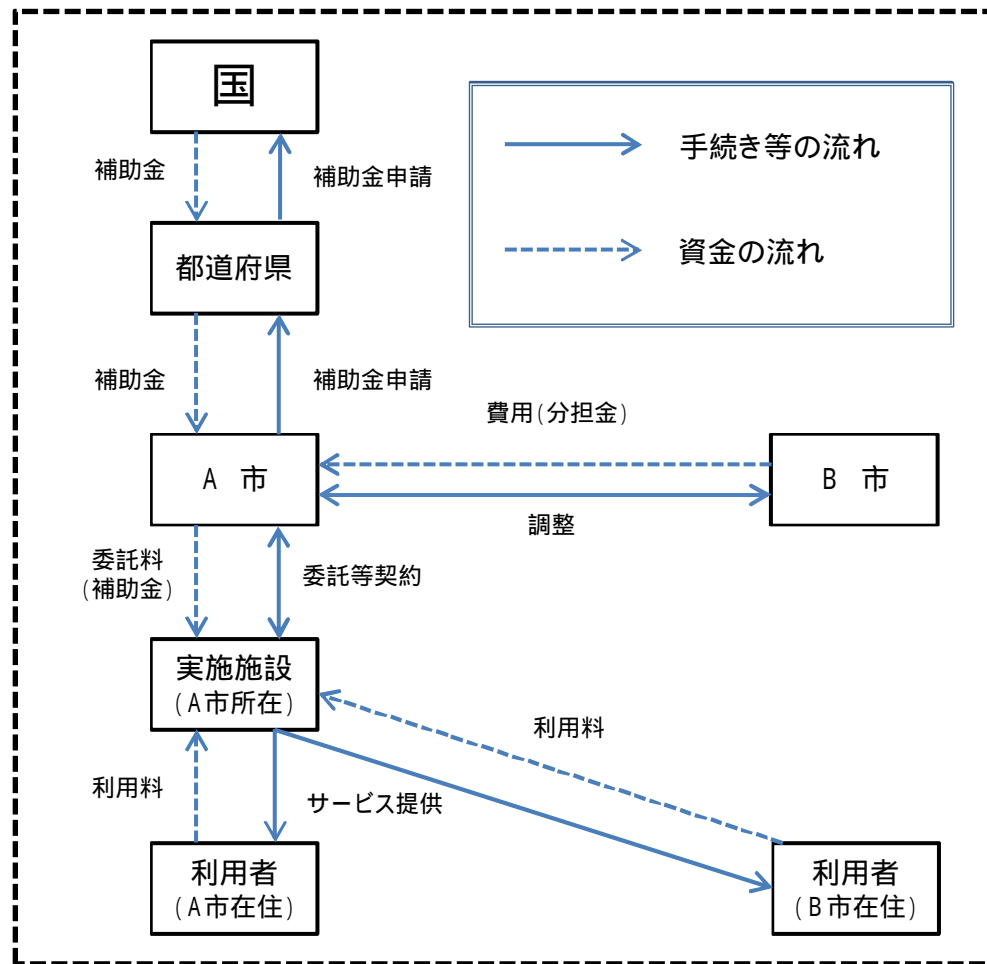 国
手続き等の流れ
補助金
補助金申請
都道府県
資金の流れ
補助金
補助金申請
費用(分担金)
A 市
B 市
調整
委託料
(補助金)
委託等契約
実施施設
(A市所在)
利用料
利用料
サービス提供
利用者
(A市在住)
利用者
(B市在住)